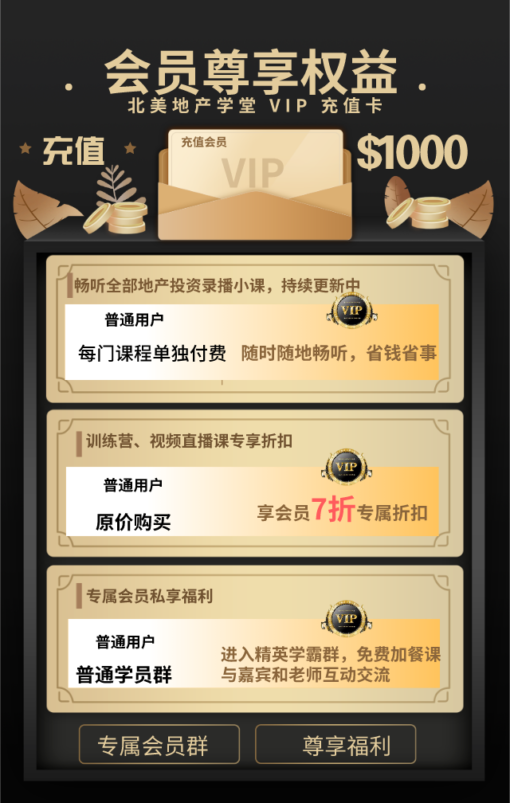 会员尊享权益
北美地产学堂 VIP 充值卡
充值
充值会员
VIP
$1000
畅听全部地产投资录播小课，持续更新中
普通用户
VIP
每门课程单独付费 随时随地畅听，省钱省事
训练营、视频直播课专享折扣
普通用户
VIP
原价购买
享会员7折专属折扣
专属会员私享福利
普通用户
VIP
普通学员群
进入精英学霸群，免费加餐课
与嘉宾和老师互动交流
专属会员群
尊享福利